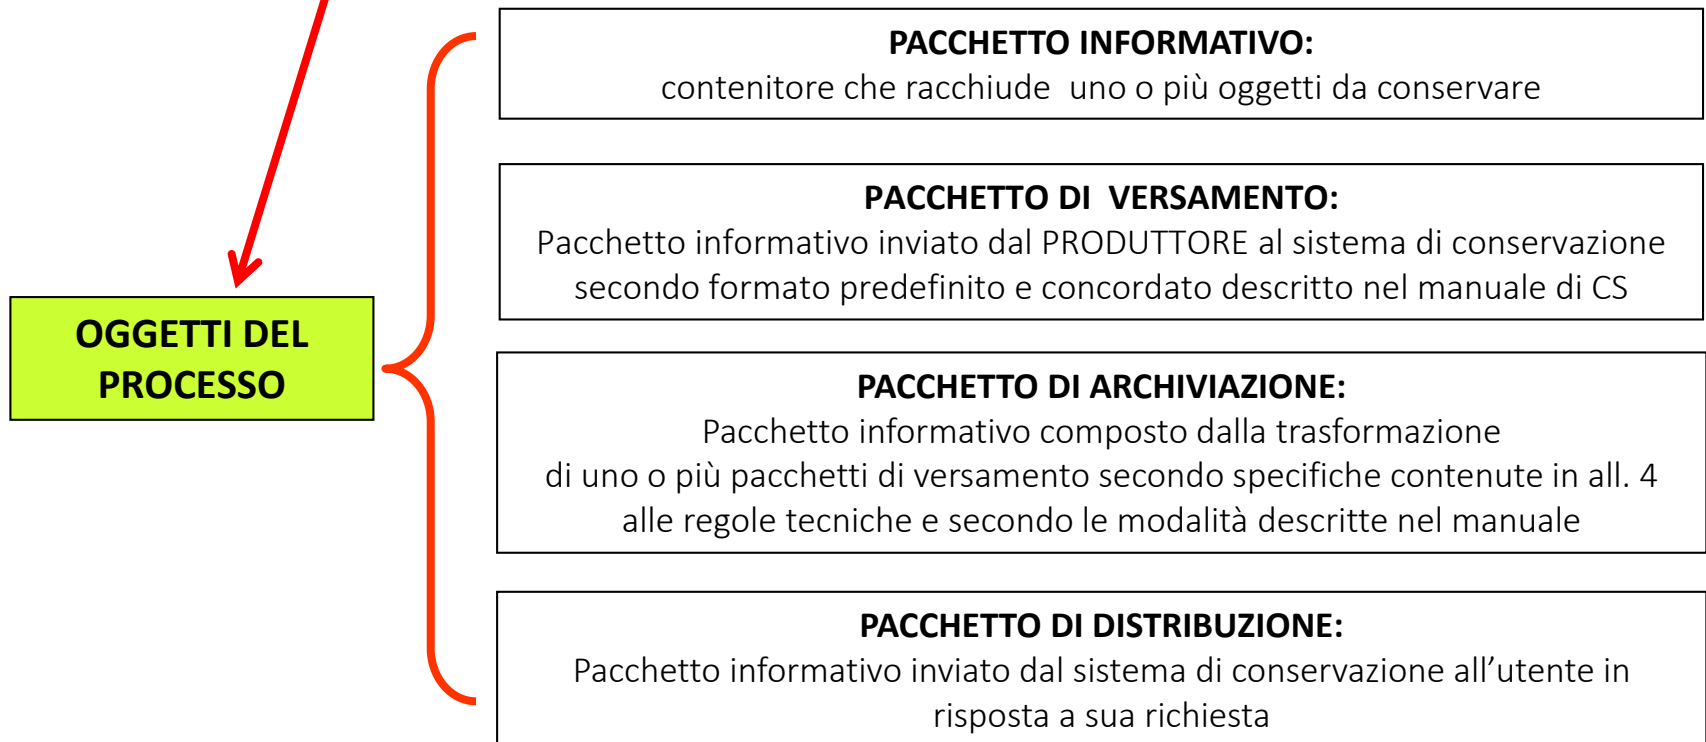 PACCHETTO INFORMATIVO:
contenitore che racchiude uno o più oggetti da conservare
PACCHETTO DI VERSAMENTO:
Pacchetto informativo inviato dal PRODUTTORE al sistema di conservazione
secondo formato predefinito e concordato descritto nel manuale di CS
OGGETTI DEL
PROCESSO
PACCHETTO DI ARCHIVIAZIONE:
Pacchetto informativo composto dalla trasformazione
di uno o più pacchetti di versamento secondo specifiche contenute in all. 4
alle regole tecniche e secondo le modalità descritte nel manuale
PACCHETTO DI DISTRIBUZIONE:
Pacchetto informativo inviato dal sistema di conservazione all’utente in
risposta a sua richiesta